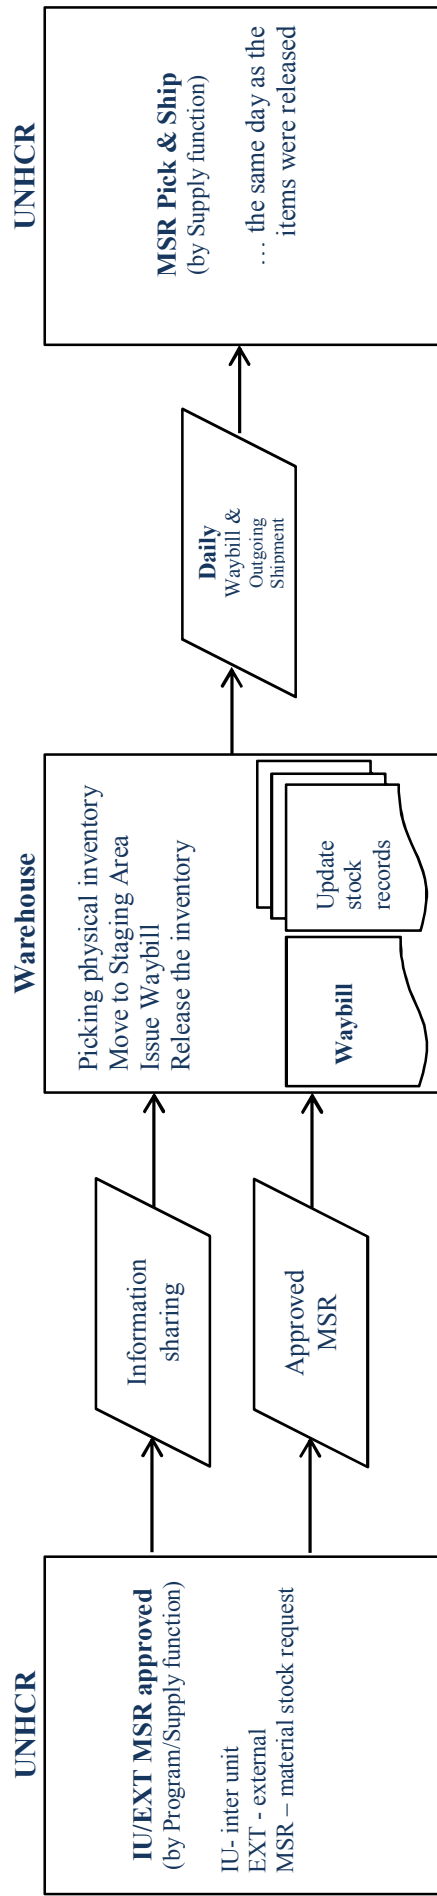 UNHCR
IU/EXT MSR approved
(by Program/Supply function)
IU- inter unit
EXT - external
MSR – material stock request
Information
sharing
Approved
MSR
Warehouse
Picking physical inventory
Move to Staging Area
Issue Waybill
Release the inventory
Waybill
Update
stock
records
Daily
Waybill &
Outgoing
Shipment
UNHCR
MSR Pick & Ship
(by Supply function)
… the same day as the
items were released